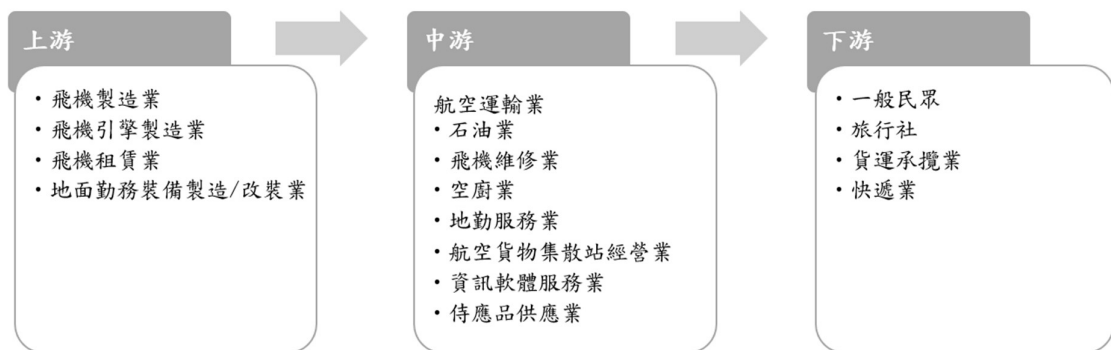 上游
・飛機製造業
・飛機引擎製造業
・飛機租賃業
・地面勤務裝備製造/改裝業
中游
航空運輸業
・石油業
・飛機維修業
・空廚業
・地勤服務業
・航空貨物集散站經營業
・資訊軟體服務業
・侍應品供應業
下游
・一般民眾
・旅行社
・貨運承攬業
・快遞業